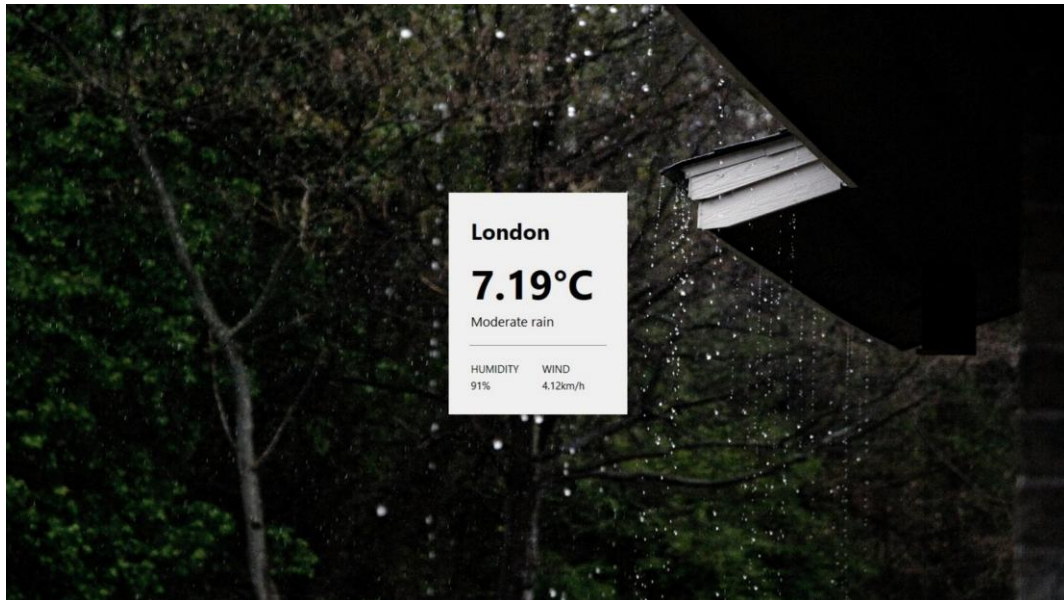 London
7.19°C
Moderate rain
HUMIDITY WIND
91% 4.12km/h